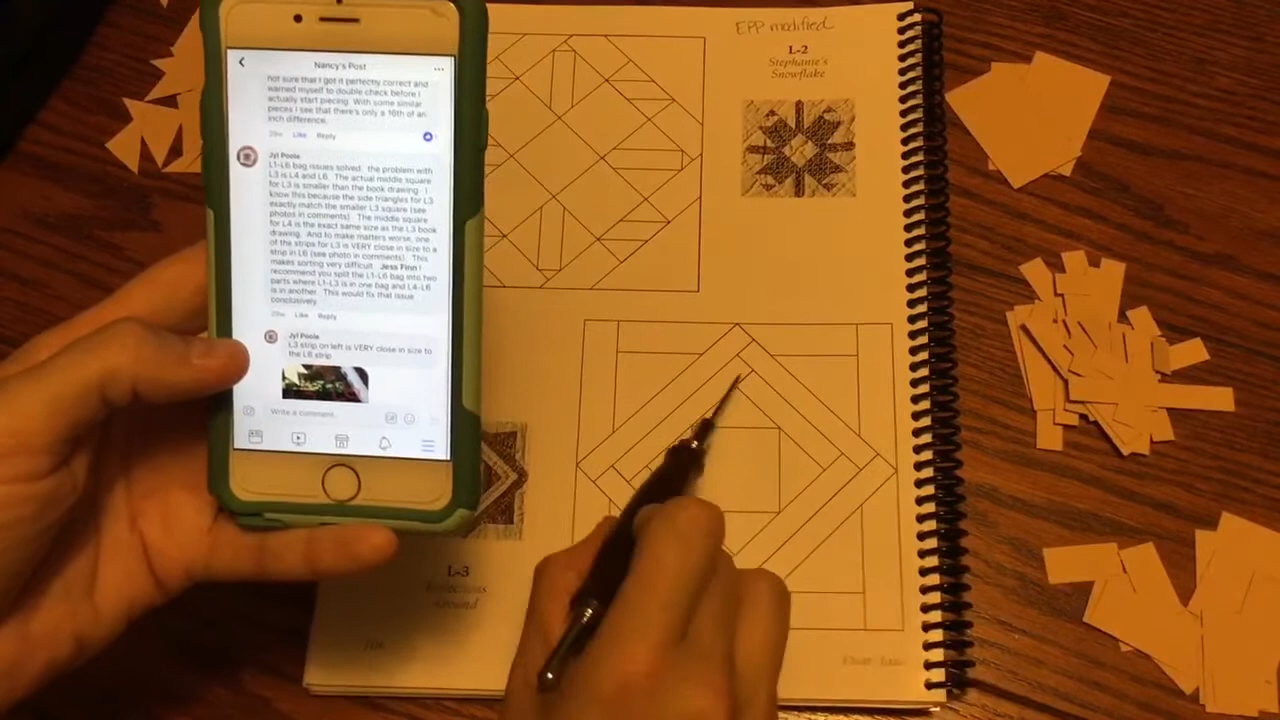 Nancy's Post
not sure that I got it perfectly correct and
warned myself to double check before I
actually start piecing. With some similar
pieces I see that there's only a 16th of an
inch difference.
Like Reply
1
Jyl Poole
L1-L6 bag issues solved. the problem with
L3 is L4 and L6. The actual middle square
for L3 is smaller than the book drawing. I
know this because the side triangles for L3
exactly match the smaller L3 square (see
photos in comments). The middle square
for L4 is the exact same size as the L3 book
drawing. And to make matters worse, one
of the strips for L3 is VERY close in size to a
strip in L6 (see photo in comments). This
makes sorting very difficult. Jess Finn I
recommend you split the L1-L6 bag into two
parts where L1-L3 is in one bag and L4-L6
is in another. This would fix that issue
conclusively.
Like Reply
Jyl Poole
L3 strip on left is VERY close in size to
the L6 strip
Write a comment...
GIF
EPP modified
L-2
Stephanie's
Snowflake
L-3
Around